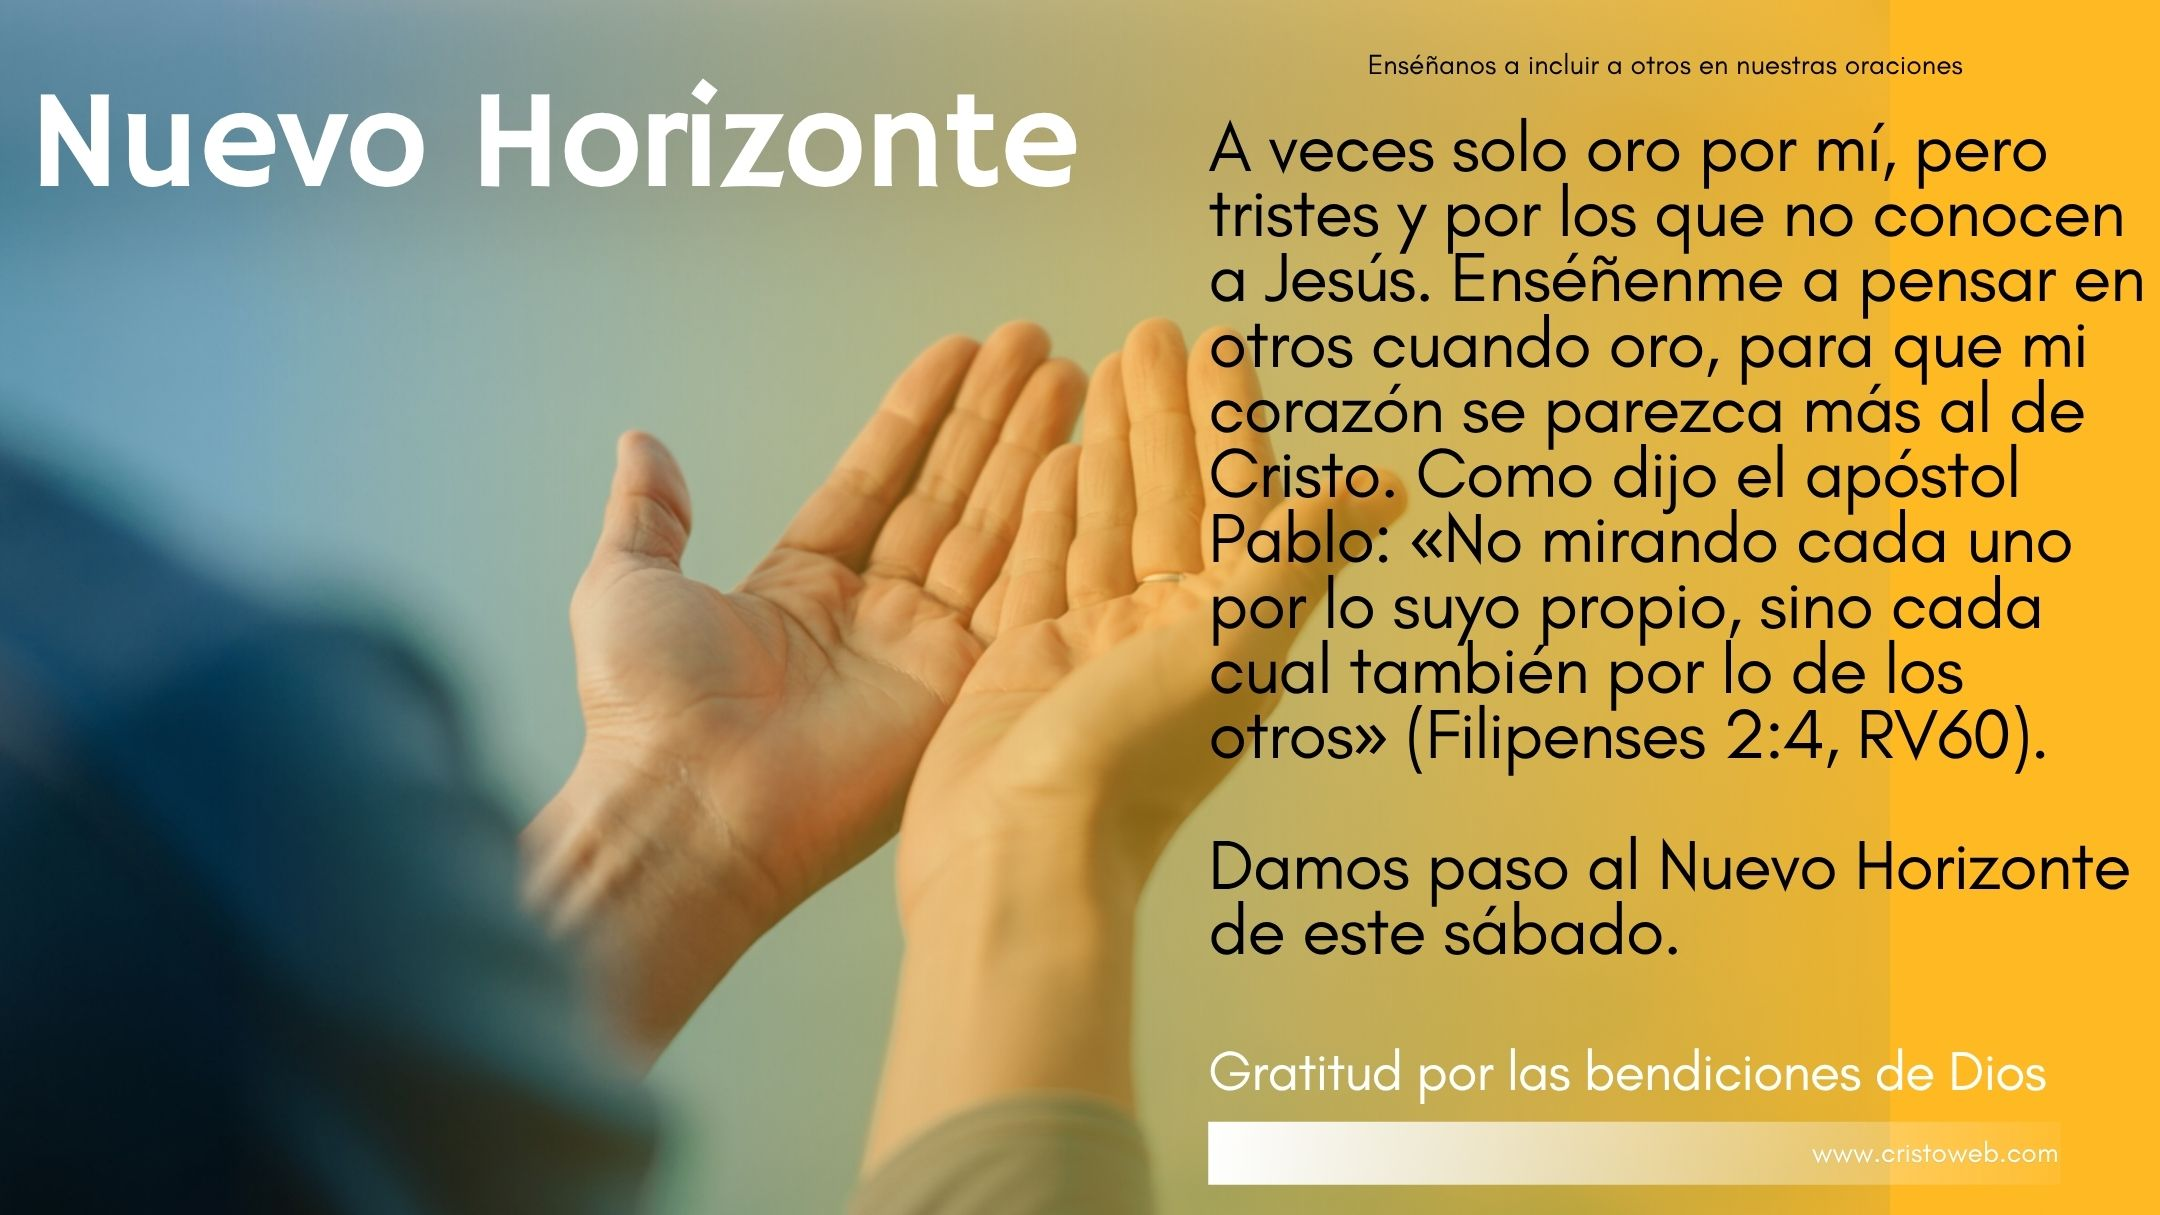 Nuevo Horizonte
Enséñanos a incluir a otros en nuestras oraciones
A veces solo oro por mí, pero
tristes y por los que no conocen
a Jesús. Enséñenme a pensar en
otros cuando oro, para que mi
corazón se parezca más al de
Cristo. Como dijo el apóstol
Pablo: «No mirando cada uno
por lo suyo propio, sino cada
cual también por lo de los
otros» (Filipenses 2:4, RV60).
Damos paso al Nuevo Horizonte
de este sábado.
Gratitud por las bendiciones de Dios
www.cristoweb.com